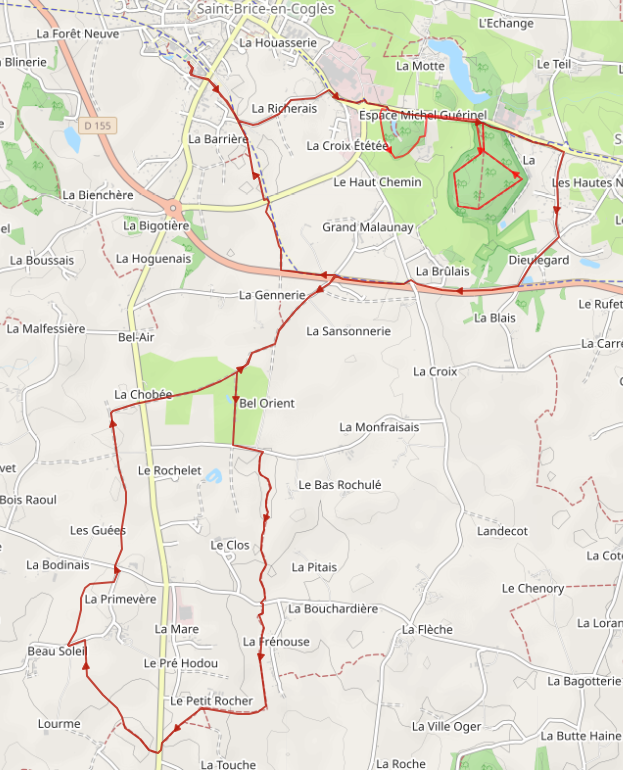 Saint-Brice-en-Coglès
L'Echange
La Forêt Neuve
La Houasserie
Blinerie
La Motte
Le Teil
La Richerais
Espace Michel Guérinel
D 155
La Barrière
La Croix Étêtée
La
Le Haut Chemin
Les Hautes N
La Bienchère
La Bigotière
Grand Malaunay
La Boussais
La Hoguenais
Dieulegard
La Brûlais
La Gennerie
Le Rufet
La Blais
La Malfessière
Bel-Air
La Sansonnerie
La Carre
La Croix
La Chobée
Bel Orient
La Monfraisais
vet
Le Rochelet
Le Bas Rochulé
Bois Raoul
Les Guées
Landecot
Le Clos
La Bodinais
La Pitais
La Cot
Le Chenory
La Primevère
La Bouchardière
La Mare
La Flèche
La Loran
La Frénouse
Beau Soleil
Le Pré Hodou
La Bagotterie
Le Petit Rocher
Lourme
La Ville Oger
La Butte Haine
La Touche
La Roche